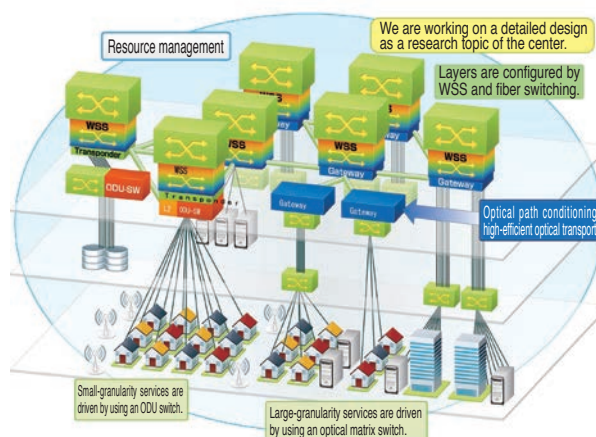 Resource management
We are working on a detailed design
as a research topic of the center.
Layers are configured by
WSS and fiber switching.
WSS
Transponder
WSS
WSS
Gateway
WSS
Gateway
WSS
Gateway
ODU-SW
WSS
Transponder
L2
ODU-SW
Gateway
Gateway
Optical path conditioning
high-efficient optical transport
Small-granularity services are
driven by using an ODU switch.
Large-granularity services are driven
by using an optical matrix switch.